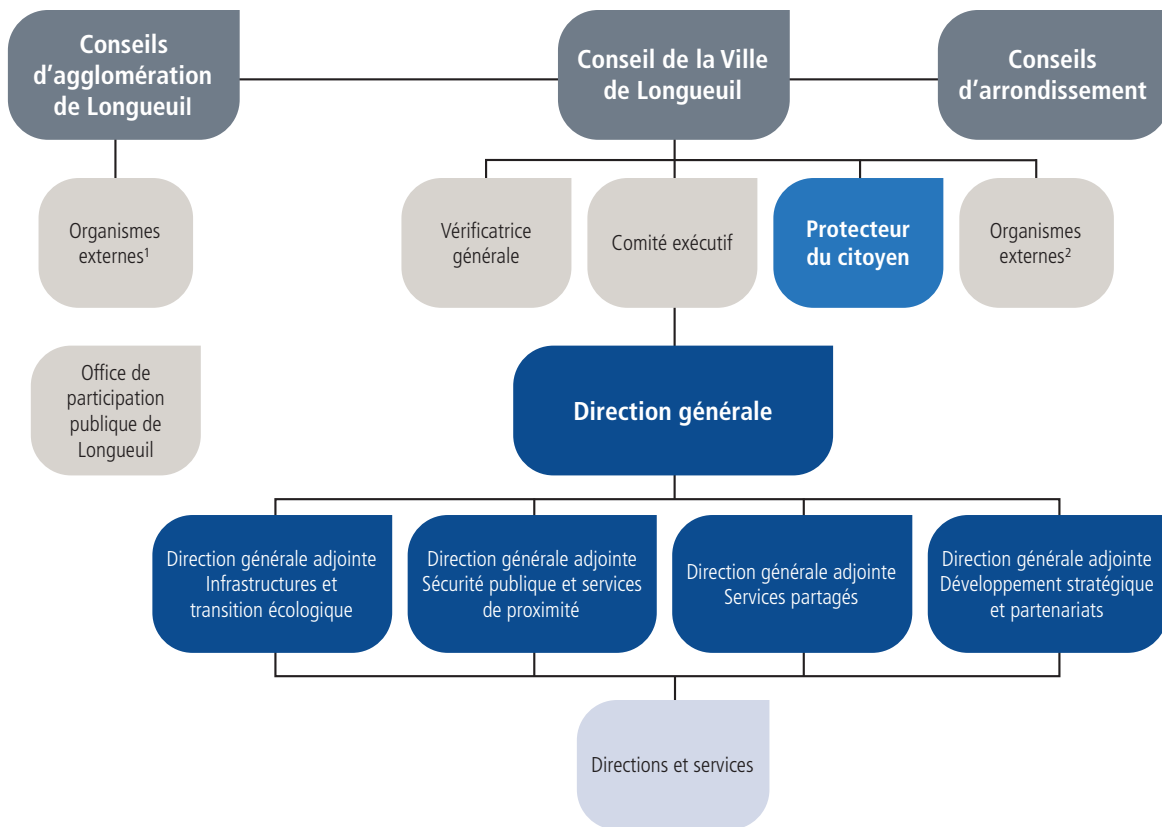 Conseils
d'agglomération
de Longueuil
Conseil de la Ville
de Longueuil
Conseils
d'arrondissement
Organismes
externes¹
Vérificatrice
générale
Comité exécutif
Protecteur
du citoyen
Organismes
externes²
Office de
participation
publique de
Longueuil
Direction générale
Direction générale adjointe
Infrastructures et
transition écologique
Direction générale adjointe
Sécurité publique et services
de proximité
Direction générale adjointe
Services partagés
Direction générale adjointe
Développement stratégique
et partenariats
Directions et services